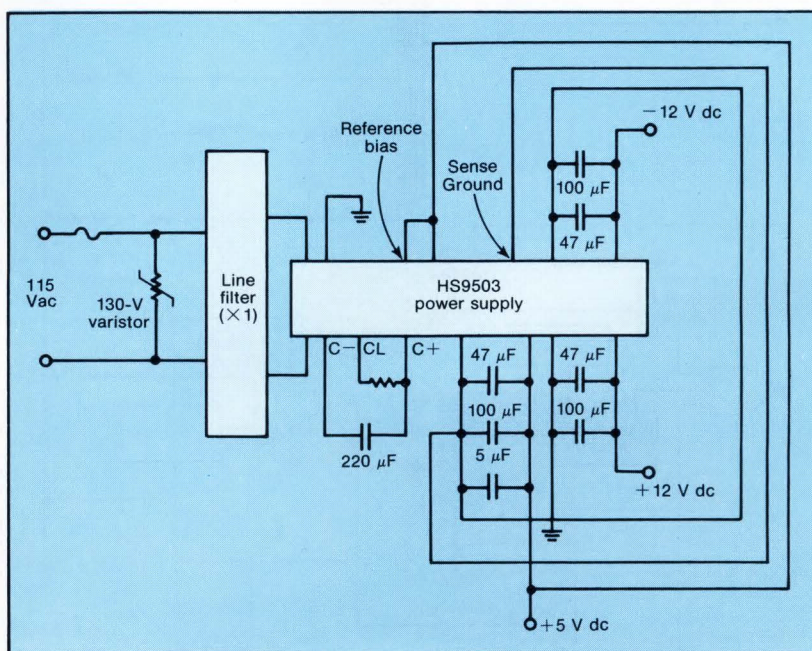 Reference
bias
Sense
Ground
− 12 V dc
100 μF
47 μF
115
Vac
130-V
varistor
Line
filter
(×1)
HS9503
power supply
C−
CL
C+
220 μF
47 μF
100 μF
5 μF
47 μF
100 μF
+ 12 V dc
+5 V dc